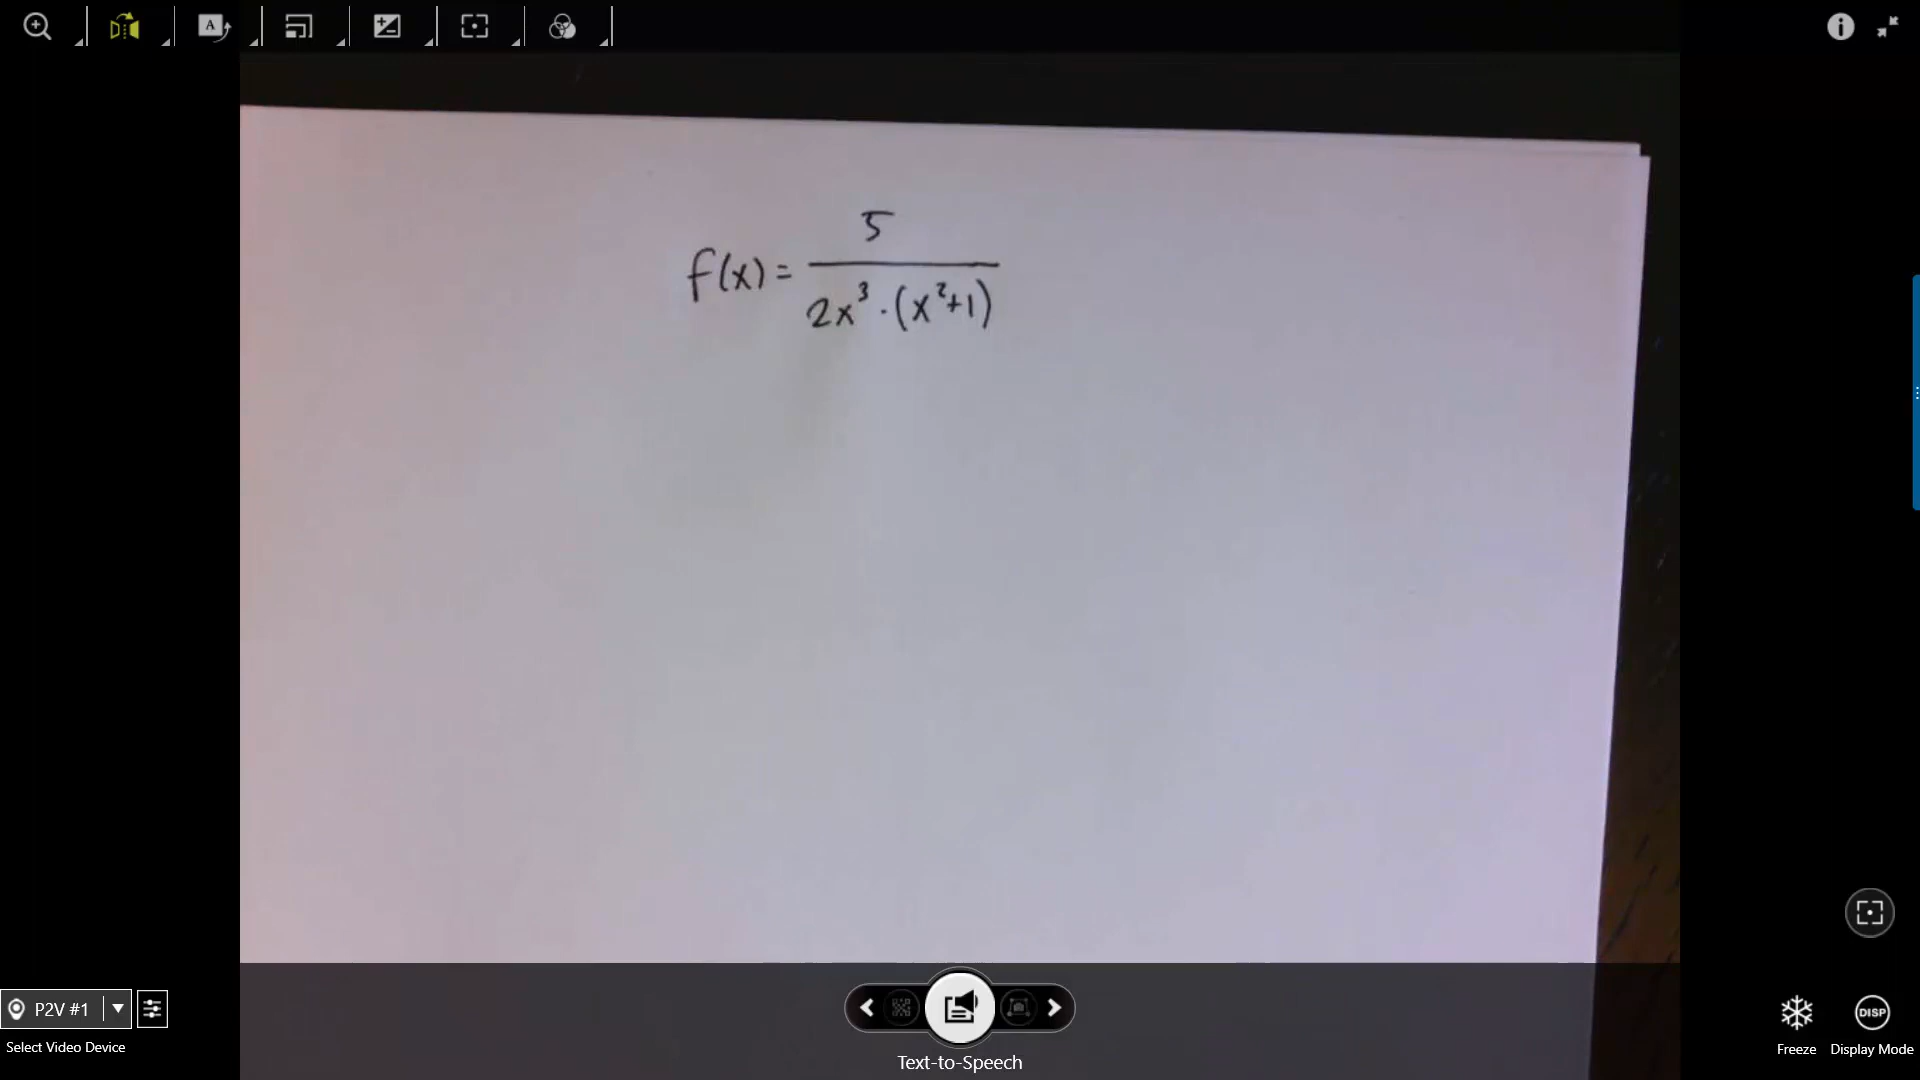 A
f(x) = 5 / (2x³ · (x²+1))
P2V #1
Select Video Device
Text-to-Speech
Freeze
DISP
Display Mode